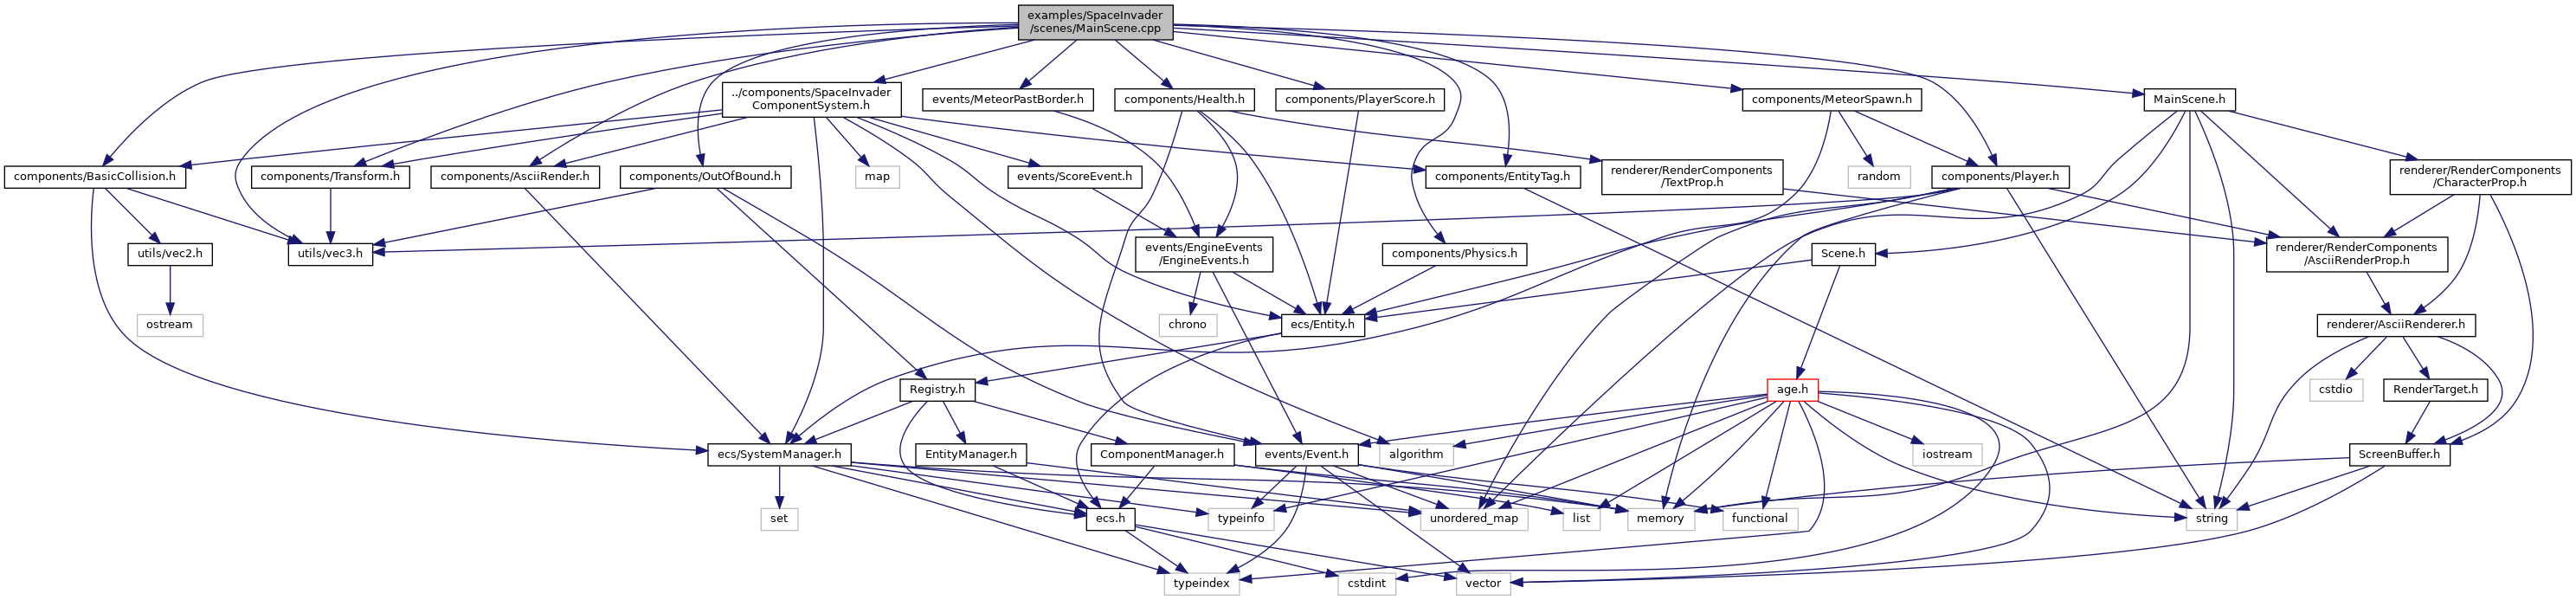 examples/SpaceInvader
/scenes/MainScene.cpp
../components/SpaceInvader
ComponentSystem.h
events/MeteorPastBorder.h
components/Health.h
components/PlayerScore.h
components/MeteorSpawn.h
MainScene.h
components/BasicCollision.h
components/Transform.h
components/AsciiRender.h
components/OutOfBound.h
map
events/ScoreEvent.h
components/EntityTag.h
renderer/RenderComponents
/TextProp.h
random
components/Player.h
renderer/RenderComponents
/CharacterProp.h
utils/vec2.h
utils/vec3.h
events/EngineEvents
/EngineEvents.h
components/Physics.h
Scene.h
renderer/RenderComponents
/AsciiRenderProp.h
ostream
chrono
ecs/Entity.h
renderer/AsciiRenderer.h
Registry.h
age.h
cstdio
RenderTarget.h
ecs/SystemManager.h
EntityManager.h
ComponentManager.h
events/Event.h
algorithm
iostream
ScreenBuffer.h
set
ecs.h
typeinfo
unordered_map
list
memory
functional
string
typeindex
cstdint
vector